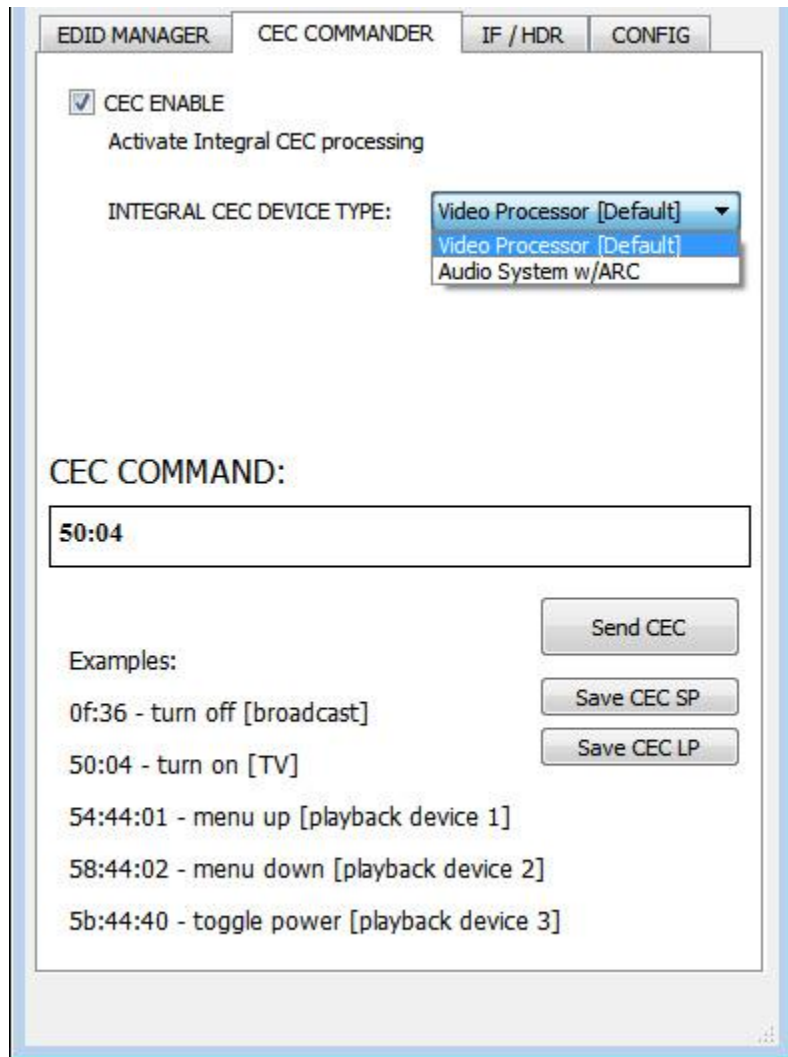 EDID MANAGER CEC COMMANDER IF / HDR CONFIG
CEC ENABLE
Activate Integral CEC processing
INTEGRAL CEC DEVICE TYPE: Video Processor [Default]
Video Processor [Default]
Audio System w/ARC
CEC COMMAND:
50:04
Send CEC
Examples:
Save CEC SP
0f:36 - turn off [broadcast]
Save CEC LP
50:04 - turn on [TV]
54:44:01 - menu up [playback device 1]
58:44:02 - menu down [playback device 2]
5b:44:40 - toggle power [playback device 3]